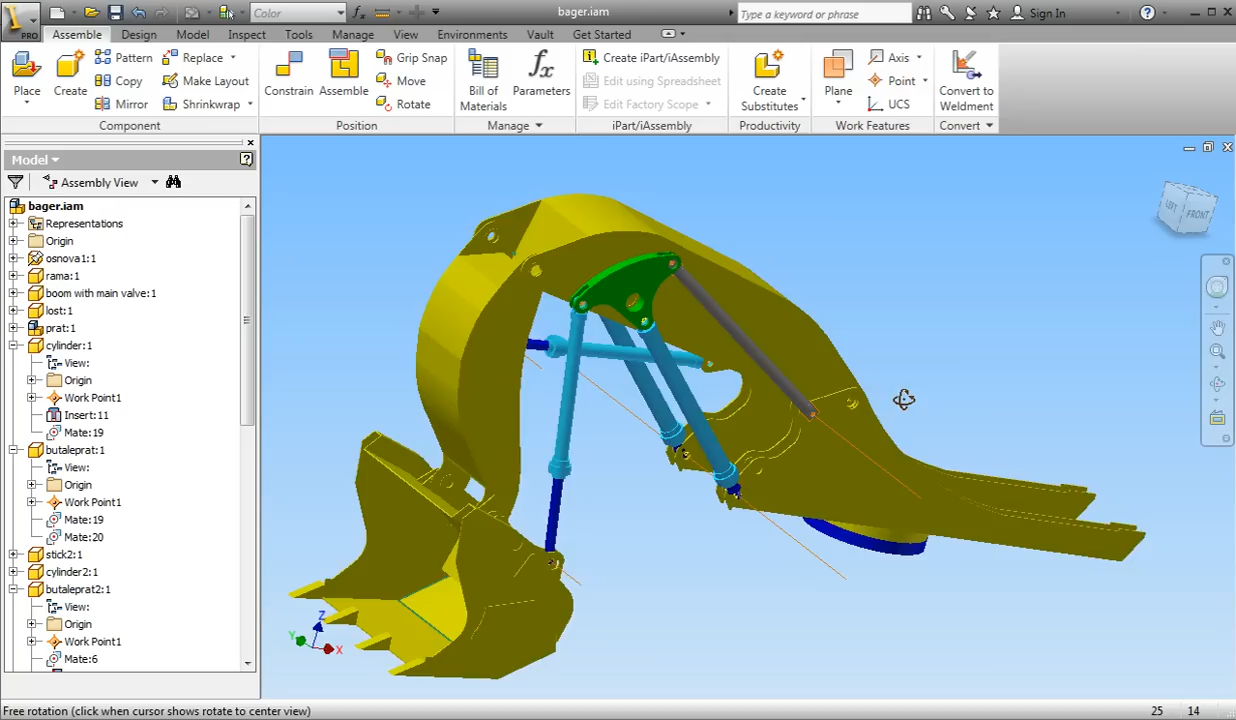 PRO
Color
bager.iam
Type a keyword or phrase
Sign In
Assemble Design Model Inspect Tools Manage View Environments Vault Get Started
Place
Create
Pattern
Copy
Mirror
Replace
Make Layout
Shrinkwrap
Component
Constrain
Assemble
Grip Snap
Move
Rotate
Position
Bill of
Materials
fx
Parameters
Manage
Create iPart/iAssembly
Edit using Spreadsheet
Edit Factory Scope
iPart/iAssembly
Create
Substitutes
Productivity
Plane
Axis
Point
UCS
Work Features
Convert to
Weldment
Convert
Model
Assembly View
bager.iam
Representations
Origin
osnova1:1
rama:1
boom with main valve:1
lost:1
prat:1
cylinder:1
View:
Origin
Work Point1
Insert:11
Mate:19
butaleprat:1
View:
Origin
Work Point1
Mate:19
Mate:20
stick2:1
cylinder2:1
butaleprat2:1
View:
Origin
Work Point1
Mate:6
LEFT FRONT
Z
Y
X
Free rotation (click when cursor shows rotate to center view)
25 14